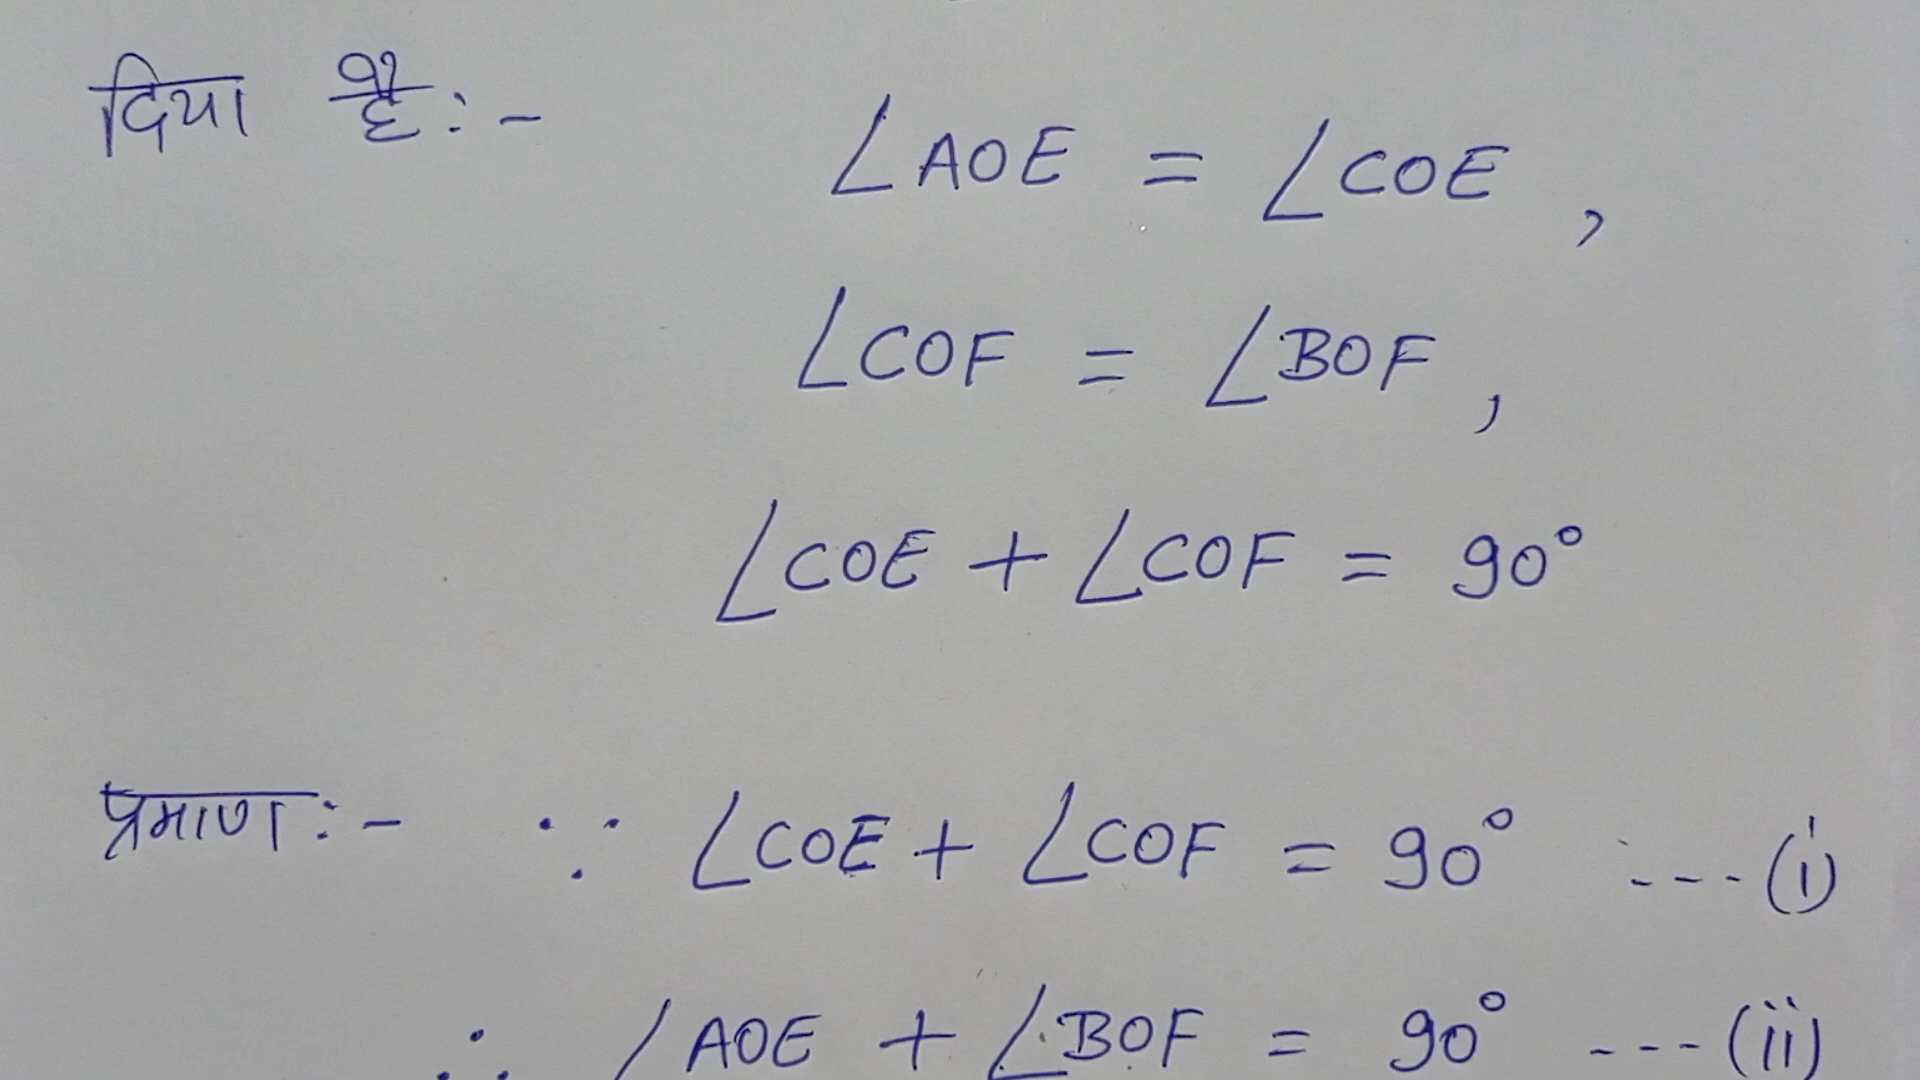 दिया है:- ∠AOE = ∠COE ,
∠COF = ∠BOF ,
∠COE + ∠COF = 90°
प्रमाण:- ∵ ∠COE + ∠COF = 90° ---(i)
∴ ∠AOE + ∠BOF = 90° ---(ii)